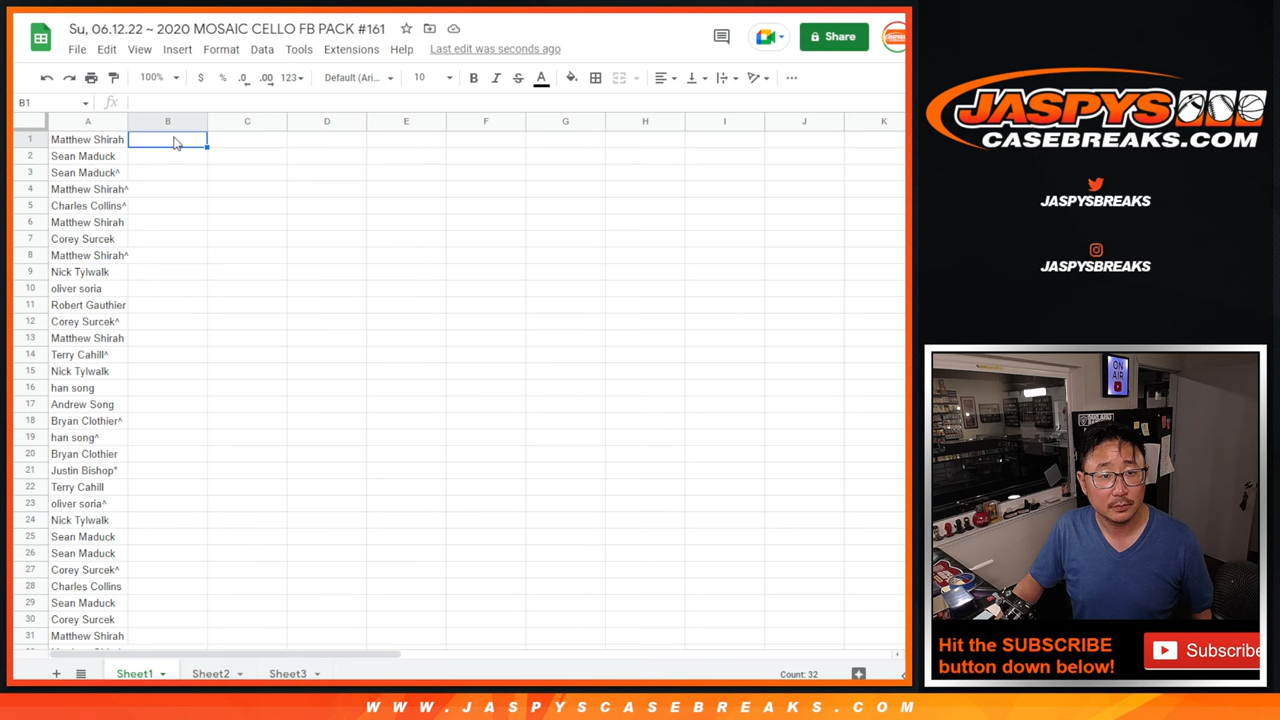 Su, 06.12.22 ~ 2020 MOSAIC CELLO FB PACK #161
File Edit View Insert Format Data Tools Extensions Help Last edit was seconds ago
Share
100% $ % .0 .00 123 Default (Ari... 10 B I S A
B1 fx
A B C D E F G H I J K
1 Matthew Shirah
2 Sean Maduck
3 Sean Maduck^
4 Matthew Shirah^
5 Charles Collins^
6 Matthew Shirah
7 Corey Surcek
8 Matthew Shirah^
9 Nick Tylwalk
10 oliver soria
11 Robert Gauthier
12 Corey Surcek^
13 Matthew Shirah
14 Terry Cahill^
15 Nick Tylwalk
16 han song
17 Andrew Song
18 Bryan Clothier^
19 han song^
20 Bryan Clothier
21 Justin Bishop*
22 Terry Cahill
23 oliver soria^
24 Nick Tylwalk
25 Sean Maduck
26 Sean Maduck
27 Corey Surcek^
28 Charles Collins
29 Sean Maduck
30 Corey Surcek
31 Matthew Shirah
Sheet1 Sheet2 Sheet3 Count: 32
JASPYS
CASEBREAKS.COM
JASPYSBREAKS
JASPYSBREAKS
ON
AIR
Hit the SUBSCRIBE
button down below!
Subscribe
WWW.JASPYSCASEBREAKS.COM